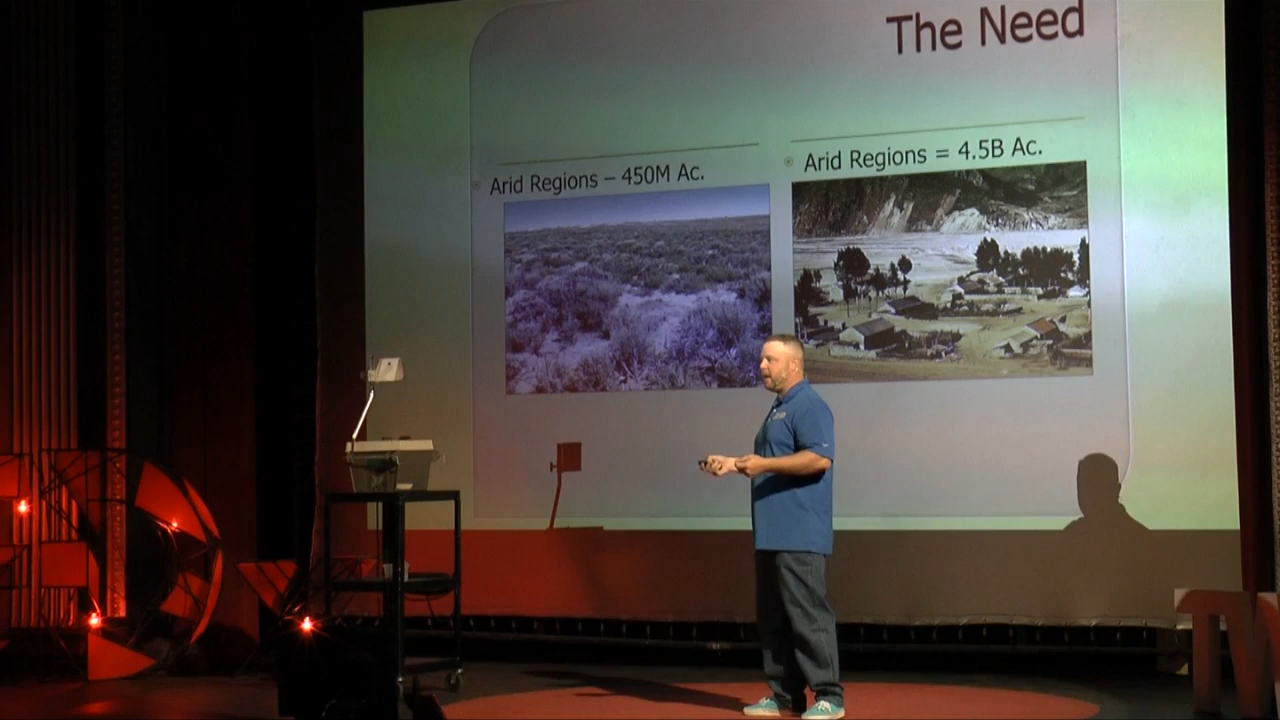 The Need
Arid Regions – 450M Ac.
Arid Regions = 4.5B Ac.